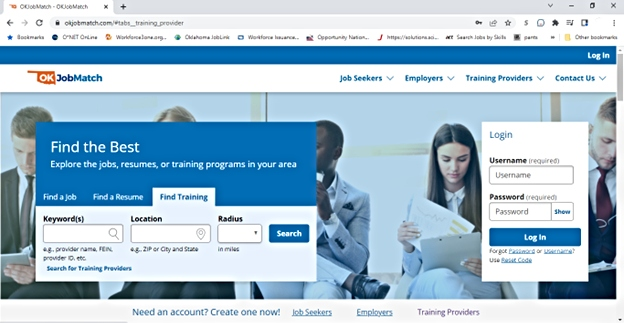 OKJobMatch - OKJobMatch
okjobmatch.com/#tabs__training_provider
Bookmarks O*NET OnLine Workforce3one.org... Oklahoma JobLink Workforce Issuance... Opportunity Nation... https://solutions.sci... Search Jobs by Skills pants » Other bookmarks
Log In
OKJobMatch
Job Seekers Employers Training Providers Contact Us
Find the Best
Explore the jobs, resumes, or training programs in your area
Find a Job Find a Resume Find Training
Keyword(s) Location Radius
Search
e.g., provider name, FEIN, provider ID, etc.
e.g., ZIP or City and State
in miles
Search for Training Providers
Login
Username (required)
Username
Password (required)
Password Show
Log In
Forgot Password or Username?
Use Reset Code
Need an account? Create one now! Job Seekers Employers Training Providers